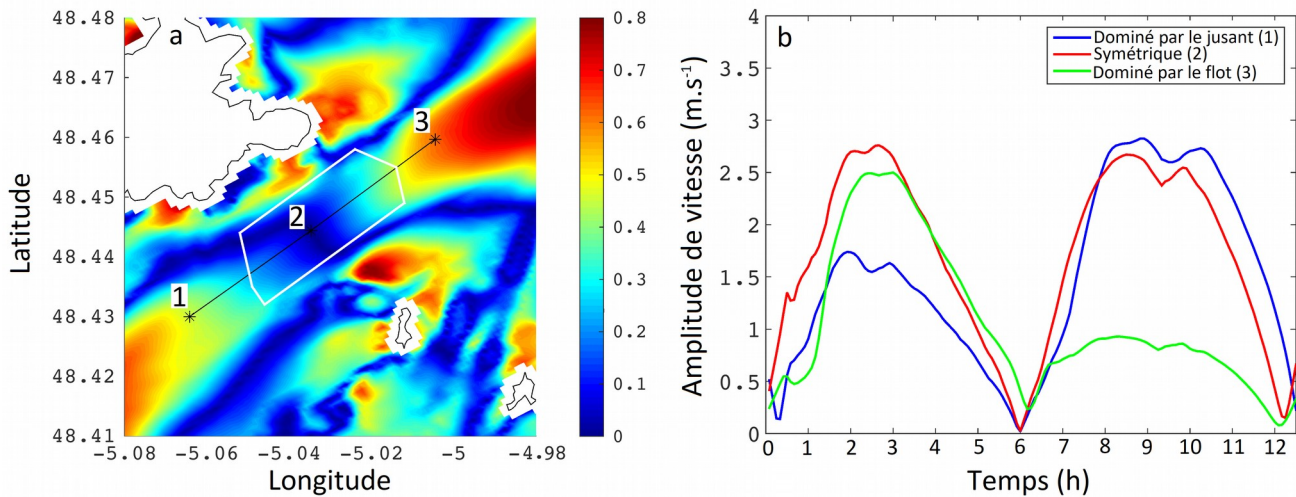 a
48.48
48.47
48.46
48.45
48.44
48.43
48.42
48.41
Latitude
3
2
1
-5.08 -5.06 -5.04 -5.02 -5 -4.98
Longitude
0.8
0.7
0.6
0.5
0.4
0.3
0.2
0.1
0
b
Dominé par le jusant (1)
Symétrique (2)
Dominé par le flot (3)
4
3.5
3
2.5
2
1.5
1
0.5
0
Amplitude de vitesse (m.s-1)
0 1 2 3 4 5 6 7 8 9 10 11 12
Temps (h)